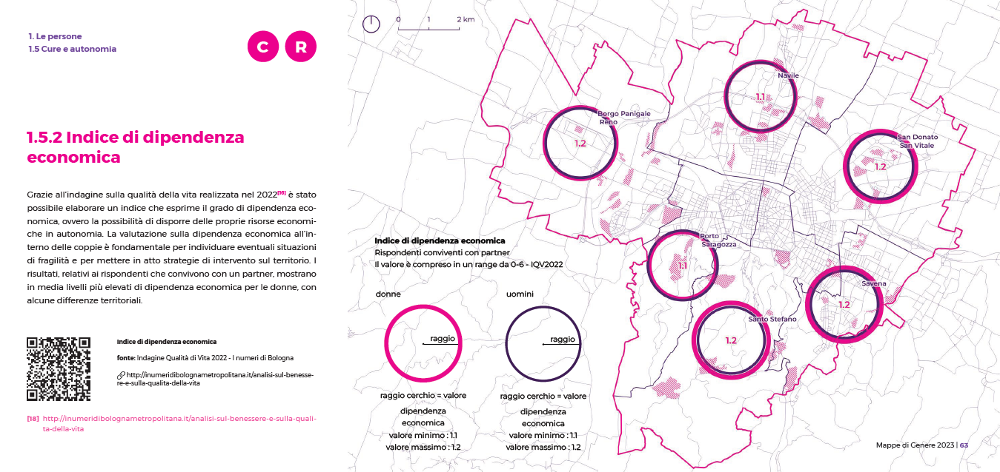 1. Le persone
1.5 Cure e autonomia
C R
1.5.2 Indice di dipendenza
economica
Grazie all'indagine sulla qualità della vita realizzata nel 2022[16] è stato
possibile elaborare un indice che esprime il grado di dipendenza eco-
nomica, ovvero la possibilità di disporre delle proprie risorse economi-
che in autonomia. La valutazione sulla dipendenza economica all'in-
terno delle coppie è fondamentale per individuare eventuali situazioni
di fragilità e per mettere in atto strategie di intervento sul territorio. I
risultati, relativi ai rispondenti che convivono con un partner, mostrano
in media livelli più elevati di dipendenza economica per le donne, con
alcune differenze territoriali.
Indice di dipendenza economica
fonte: Indagine Qualità di Vita 2022 - I numeri di Bologna
http://inumeridibolognametropolitana.it/analisi-sul-benesse-
re-e-sulla-qualita-della-vita
[18] http://inumeridibolognametropolitana.it/analisi-sul-benessere-e-sulla-quali-
ta-della-vita
0 1 2 km
Navile
1.1
Borgo Panigale
Reno
1.2
San Donato
San Vitale
1.2
Porto
Saragozza
1.1
Savena
1.2
Santo Stefano
1.2
Indice di dipendenza economica
Rispondenti conviventi con partner
Il valore è compreso in un range da 0-6 - IQV2022
donne
raggio
raggio cerchio = valore
dipendenza
economica
valore minimo : 1.1
valore massimo : 1.2
uomini
raggio
raggio cerchio = valore
dipendenza
economica
valore minimo : 1.1
valore massimo : 1.2
Mappe di Genere 2023 | 63